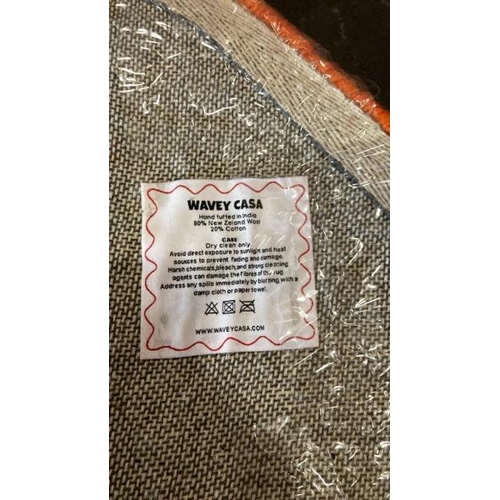 WAVEY CASA
Hand tufted in India
80% New Zeland Wool
20% Cotton
CARE
Dry clean only
Avoid direct exposure to sunlight and heat
sources to prevent fading and damage.
Harsh chemicals,bleach,and strong cleaning
agents can damage the fibres of the rug.
Address any spills immediately by blotting with a
damp cloth or paper towel.
WWW.WAVEYCASA.COM